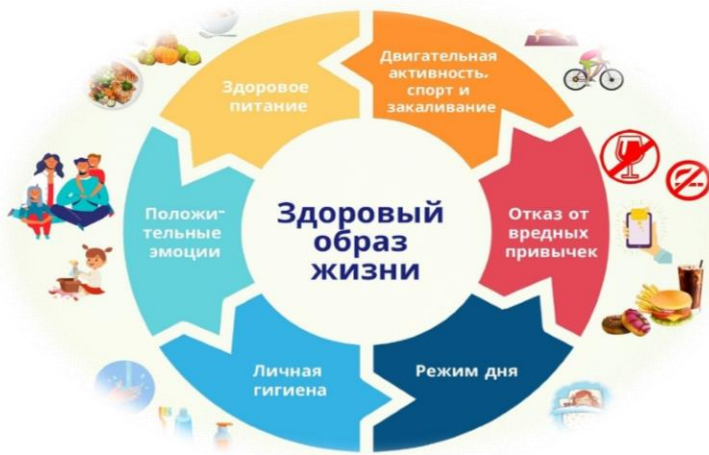 Здоровое
питание
Двигательная
активность,
спорт и
закаливание
Положи-
тельные
эмоции
Здоровый
образ
жизни
Отказ от
вредных
привычек
Личная
гигиена
Режим дня